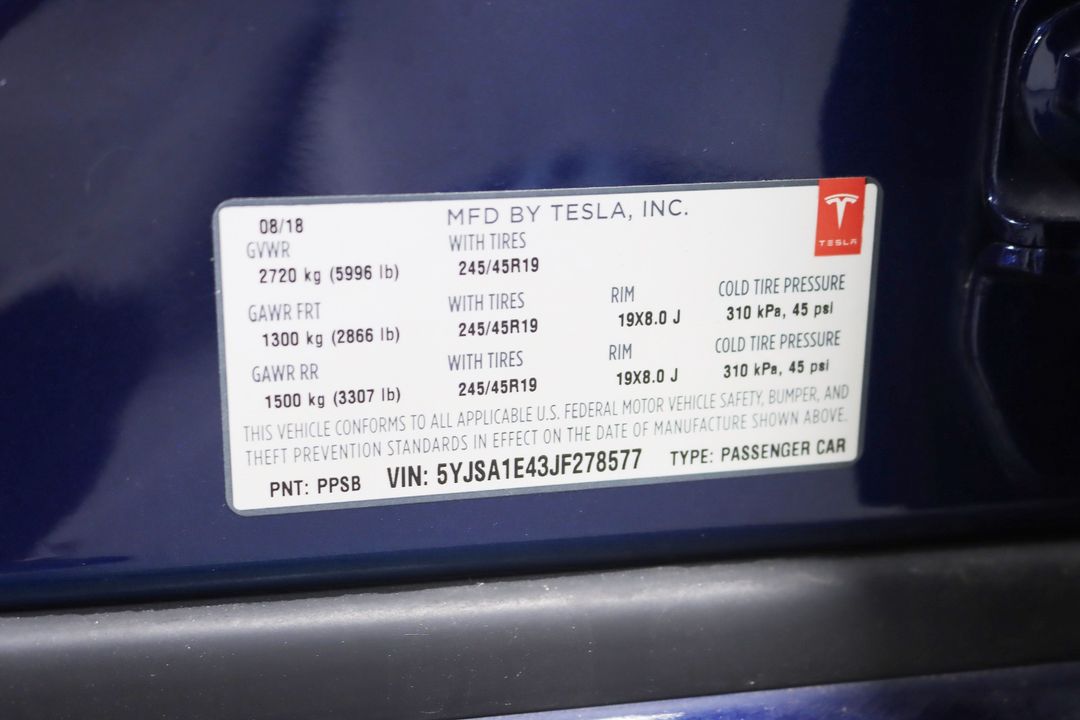 08/18 MFD BY TESLA, INC.
TESLA
GVWR WITH TIRES
2720 kg (5996 lb) 245/45R19
GAWR FRT WITH TIRES RIM COLD TIRE PRESSURE
1300 kg (2866 lb) 245/45R19 19X8.0 J 310 kPa, 45 psi
GAWR RR WITH TIRES RIM COLD TIRE PRESSURE
1500 kg (3307 lb) 245/45R19 19X8.0 J 310 kPa, 45 psi
THIS VEHICLE CONFORMS TO ALL APPLICABLE U.S. FEDERAL MOTOR VEHICLE SAFETY, BUMPER, AND
THEFT PREVENTION STANDARDS IN EFFECT ON THE DATE OF MANUFACTURE SHOWN ABOVE.
PNT: PPSB VIN: 5YJSA1E43JF278577 TYPE: PASSENGER CAR